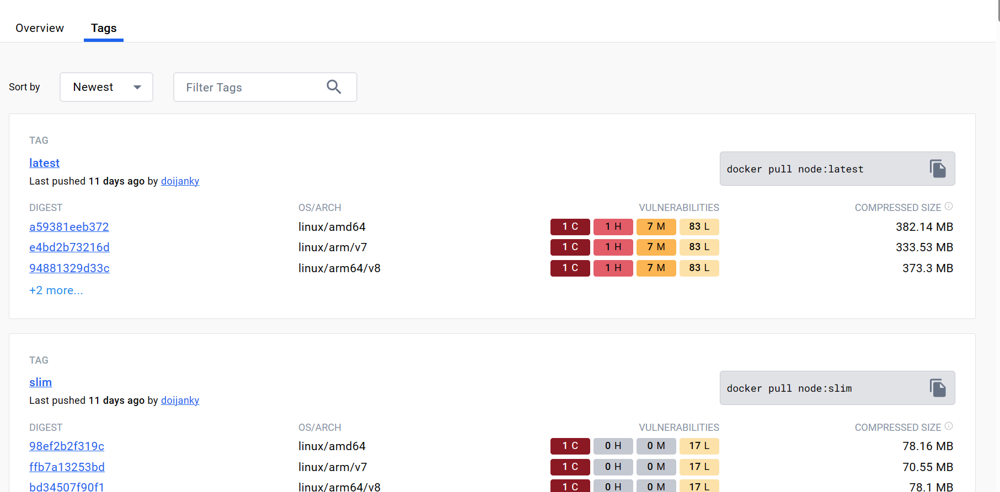 Overview Tags
Sort by Newest Filter Tags
TAG
latest
docker pull node:latest
Last pushed 11 days ago by doijanky
DIGEST OS/ARCH VULNERABILITIES COMPRESSED SIZE
a59381eeb372 linux/amd64 1 C 1 H 7 M 83 L 382.14 MB
e4bd2b73216d linux/arm/v7 1 C 1 H 7 M 83 L 333.53 MB
94881329d33c linux/arm64/v8 1 C 1 H 7 M 83 L 373.3 MB
+2 more...
TAG
slim
docker pull node:slim
Last pushed 11 days ago by doijanky
DIGEST OS/ARCH VULNERABILITIES COMPRESSED SIZE
98ef2b2f319c linux/amd64 1 C 0 H 0 M 17 L 78.16 MB
ffb7a13253bd linux/arm/v7 1 C 0 H 0 M 17 L 70.55 MB
bd34507f90f1 linux/arm64/v8 1 C 0 H 0 M 17 L 78.1 MB